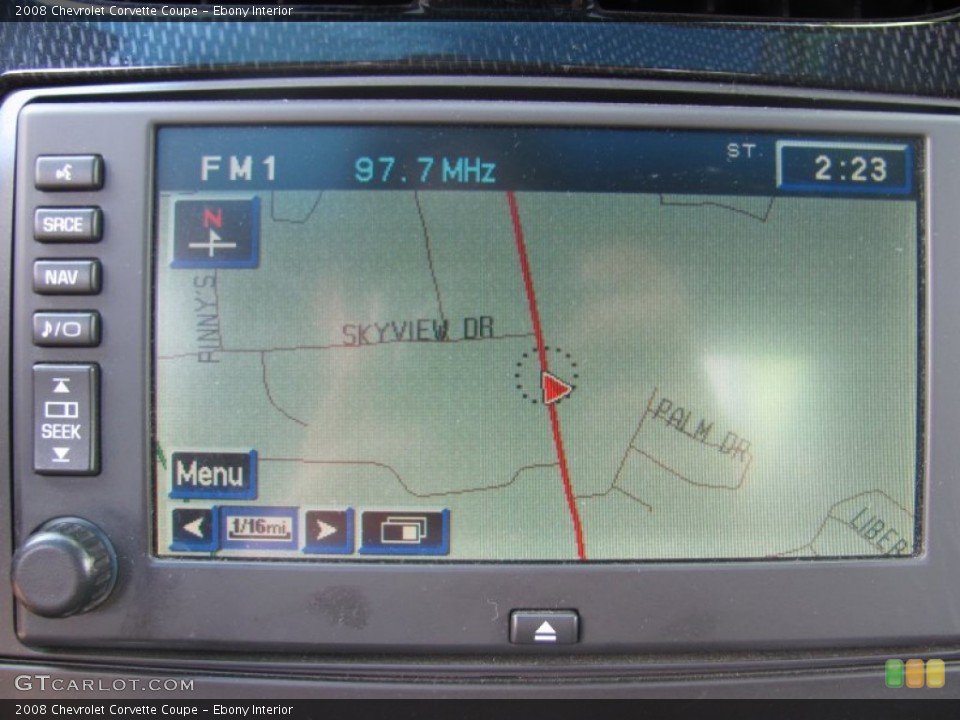 2008 Chevrolet Corvette Coupe – Ebony Interior
FM1 97.7 MHz ST. 2:23
N
SRCE
NAV
SEEK
SKYVIEW DR
PALM DR
LIBER
Menu
1/16mi
GTCARLOT.COM
2008 Chevrolet Corvette Coupe – Ebony Interior